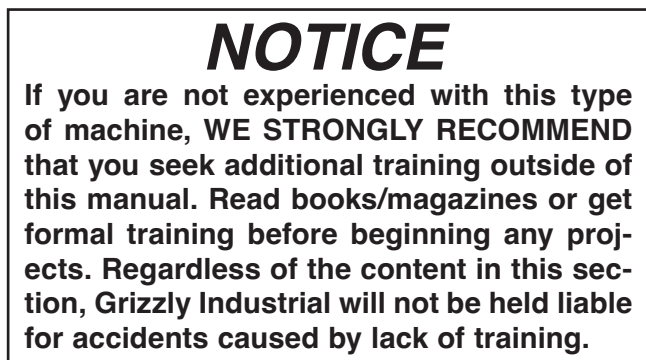 NOTICE
If you are not experienced with this type
of machine, WE STRONGLY RECOMMEND
that you seek additional training outside of
this manual. Read books/magazines or get
formal training before beginning any proj-
ects. Regardless of the content in this sec-
tion, Grizzly Industrial will not be held liable
for accidents caused by lack of training.